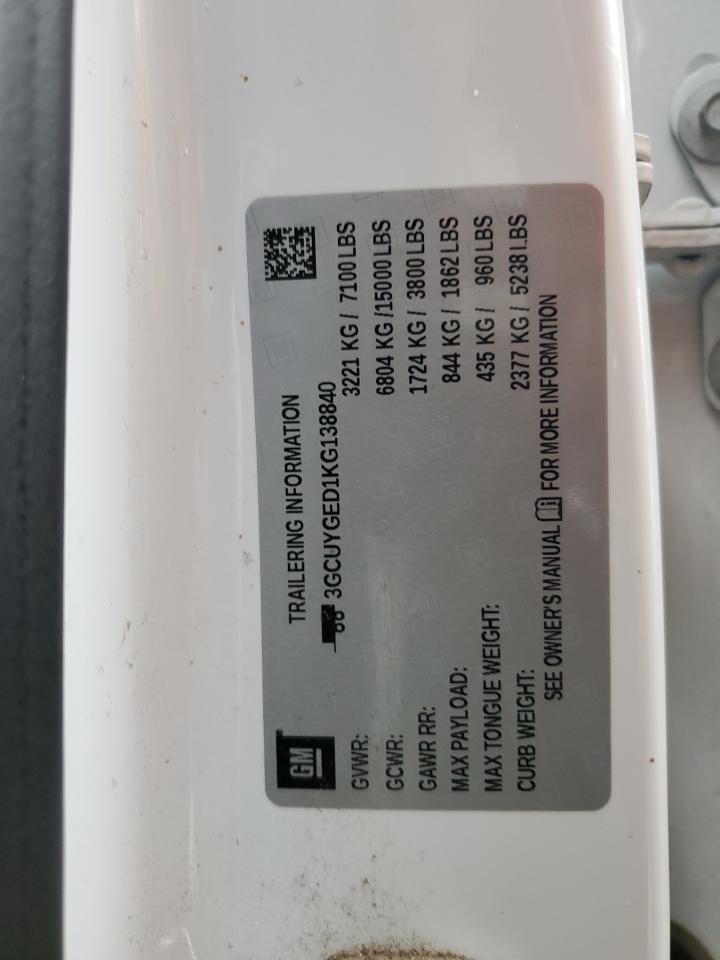 GM
TRAILERING INFORMATION
3GCUYGED1KG138840
GVWR: 3221 KG / 7100 LBS
GCWR: 6804 KG /15000 LBS
GAWR RR: 1724 KG / 3800 LBS
MAX PAYLOAD: 844 KG / 1862 LBS
MAX TONGUE WEIGHT: 435 KG / 960 LBS
CURB WEIGHT: 2377 KG / 5238 LBS
SEE OWNER'S MANUAL FOR MORE INFORMATION